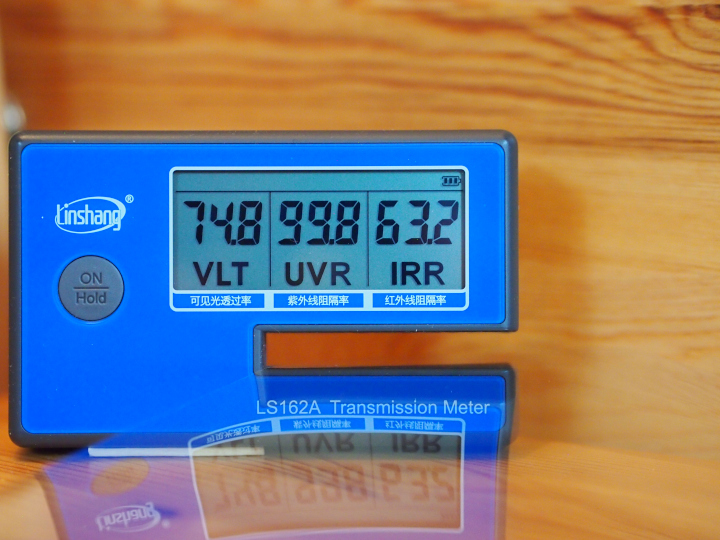 Linshang®
74.8 99.8 63.2
VLT UVR IRR
可见光透过率 紫外线阻隔率 红外线阻隔率
ON
Hold
LS162A Transmission Meter